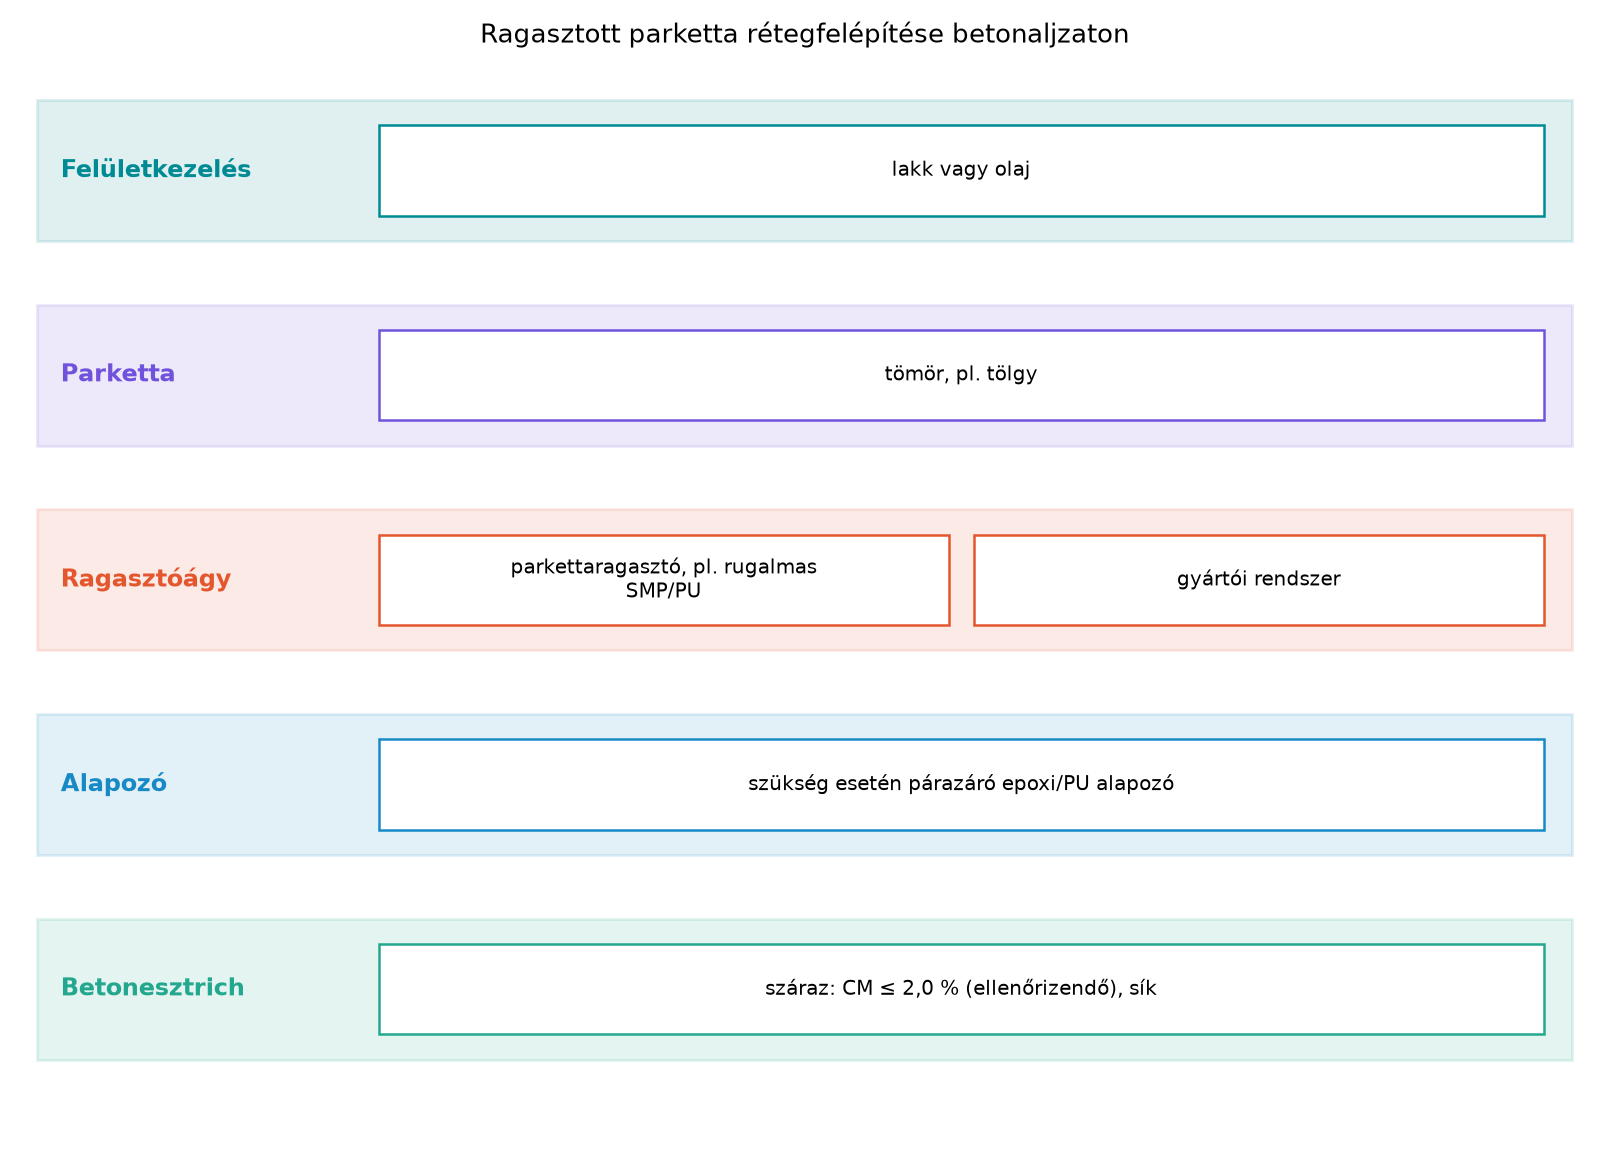 Ragasztott parketta rétegfelépítése betonaljzaton
Felületkezelés
lakk vagy olaj
Parketta
tömör, pl. tölgy
Ragasztóágy
parkettaragasztó, pl. rugalmas
SMP/PU
gyártói rendszer
Alapozó
szükség esetén párazáró epoxi/PU alapozó
Betonesztrich
száraz: CM ≤ 2,0 % (ellenőrizendő), sík